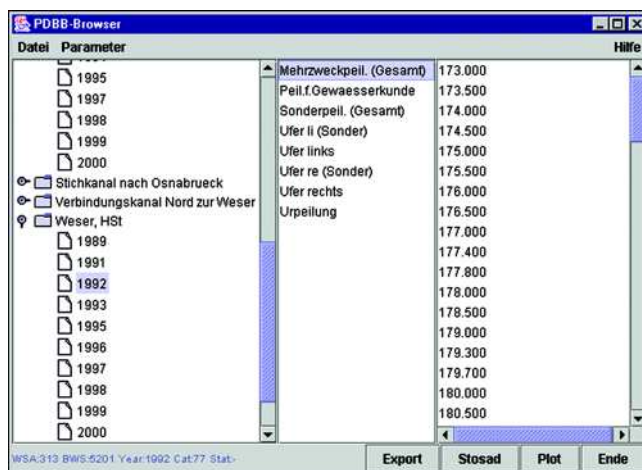 PDBB-Browser
Datei Parameter Hilfe
1995
1997
1998
1999
2000
Stichkanal nach Osnabrueck
Verbindungskanal Nord zur Weser
Weser, HSt
1989
1991
1992
1993
1995
1996
1997
1998
1999
2000
Mehrzweckpeil. (Gesamt)
Peil.f.Gewaesserkunde
Sonderpeil. (Gesamt)
Ufer li (Sonder)
Ufer links
Ufer re (Sonder)
Ufer rechts
Urpeilung
173.000
173.500
174.000
174.500
175.000
175.500
176.000
176.500
177.000
177.400
177.800
178.000
178.500
179.000
179.300
179.700
180.000
180.500
WSA:313 BWS:5201 Year:1992 Cat:77 Stat:-
Export Stosad Plot Ende